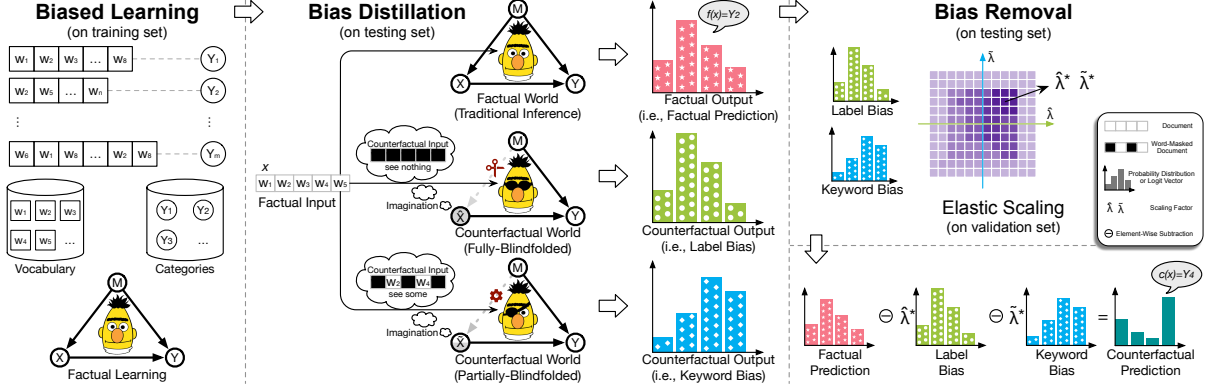 Biased Learning
(on training set)
W₁ W₂ W₃ ... W₈ Y₁
W₂ W₅ ... Wₙ Y₂
⋮ ⋮
W₆ W₁ W₈ ... W₂ W₈ Yₘ
W₁ W₂ W₃
W₄ W₅ ...
Vocabulary
Y₁ Y₂
Y₃ ...
Categories
M
X Y
Factual Learning
Bias Distillation
(on testing set)
x
W₁ W₂ W₃ W₄ W₅
Factual Input
M
X Y
Factual World
(Traditional Inference)
Counterfactual Input
see nothing
Imagination
M
X̂ Y
Counterfactual World
(Fully-Blindfolded)
Counterfactual Input
W₂ W₄
see some
Imagination
M
X̃ Y
Counterfactual World
(Partially-Blindfolded)
f(x)=Y₂
Factual Output
(i.e., Factual Prediction)
Counterfactual Output
(i.e., Label Bias)
Counterfactual Output
(i.e., Keyword Bias)
Bias Removal
(on testing set)
Label Bias
Keyword Bias
λ̃
λ̂
λ̂* λ̃*
Elastic Scaling
(on validation set)
Document
Word-Masked
Document
Probability Distribution
or Logit Vector
λ̂ λ̃ Scaling Factor
⊖ Element-Wise Subtraction
c(x)=Y₄
⊖ λ̂* ⊖ λ̃* =
Factual
Prediction
Label
Bias
Keyword
Bias
Counterfactual
Prediction